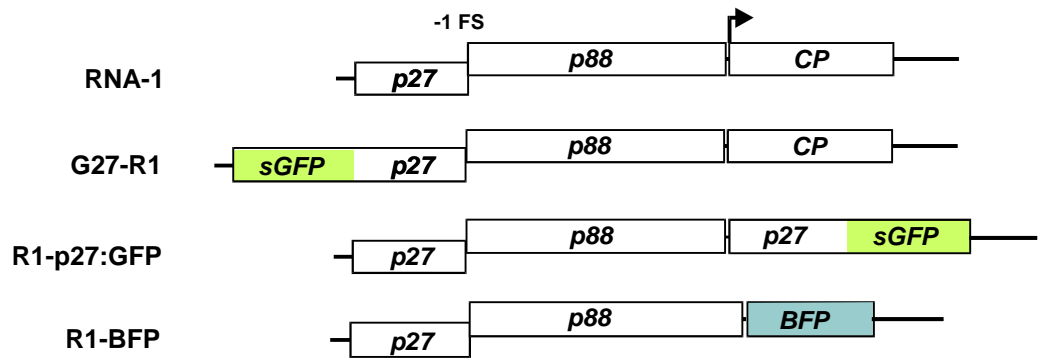 -1 FS
RNA-1 p27 p88 CP
G27-R1 sGFP p27 p88 CP
R1-p27:GFP p27 p88 p27 sGFP
R1-BFP p27 p88 BFP